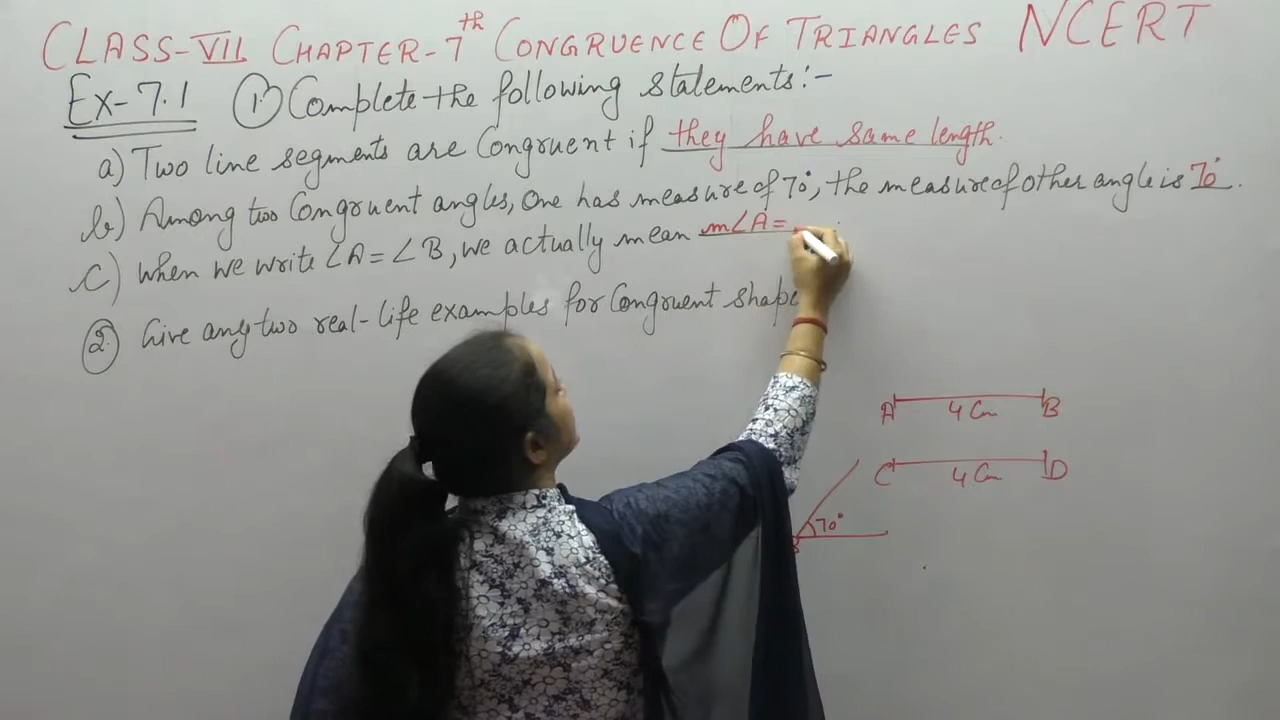 CLASS-VII CHAPTER-7th CONGRUENCE OF TRIANGLES NCERT
Ex-7.1 1. Complete the following statements:-
a) Two line segments are Congruent if they have same length.
b) Among two Congruent angles, One has measure of 70°, the measure of other angle is 70°.
C) When we write ∠A = ∠B, we actually mean m∠A =
2. Give any two real-life examples for Congruent shape
A 4 Cm B
C 4 Cm D
70°